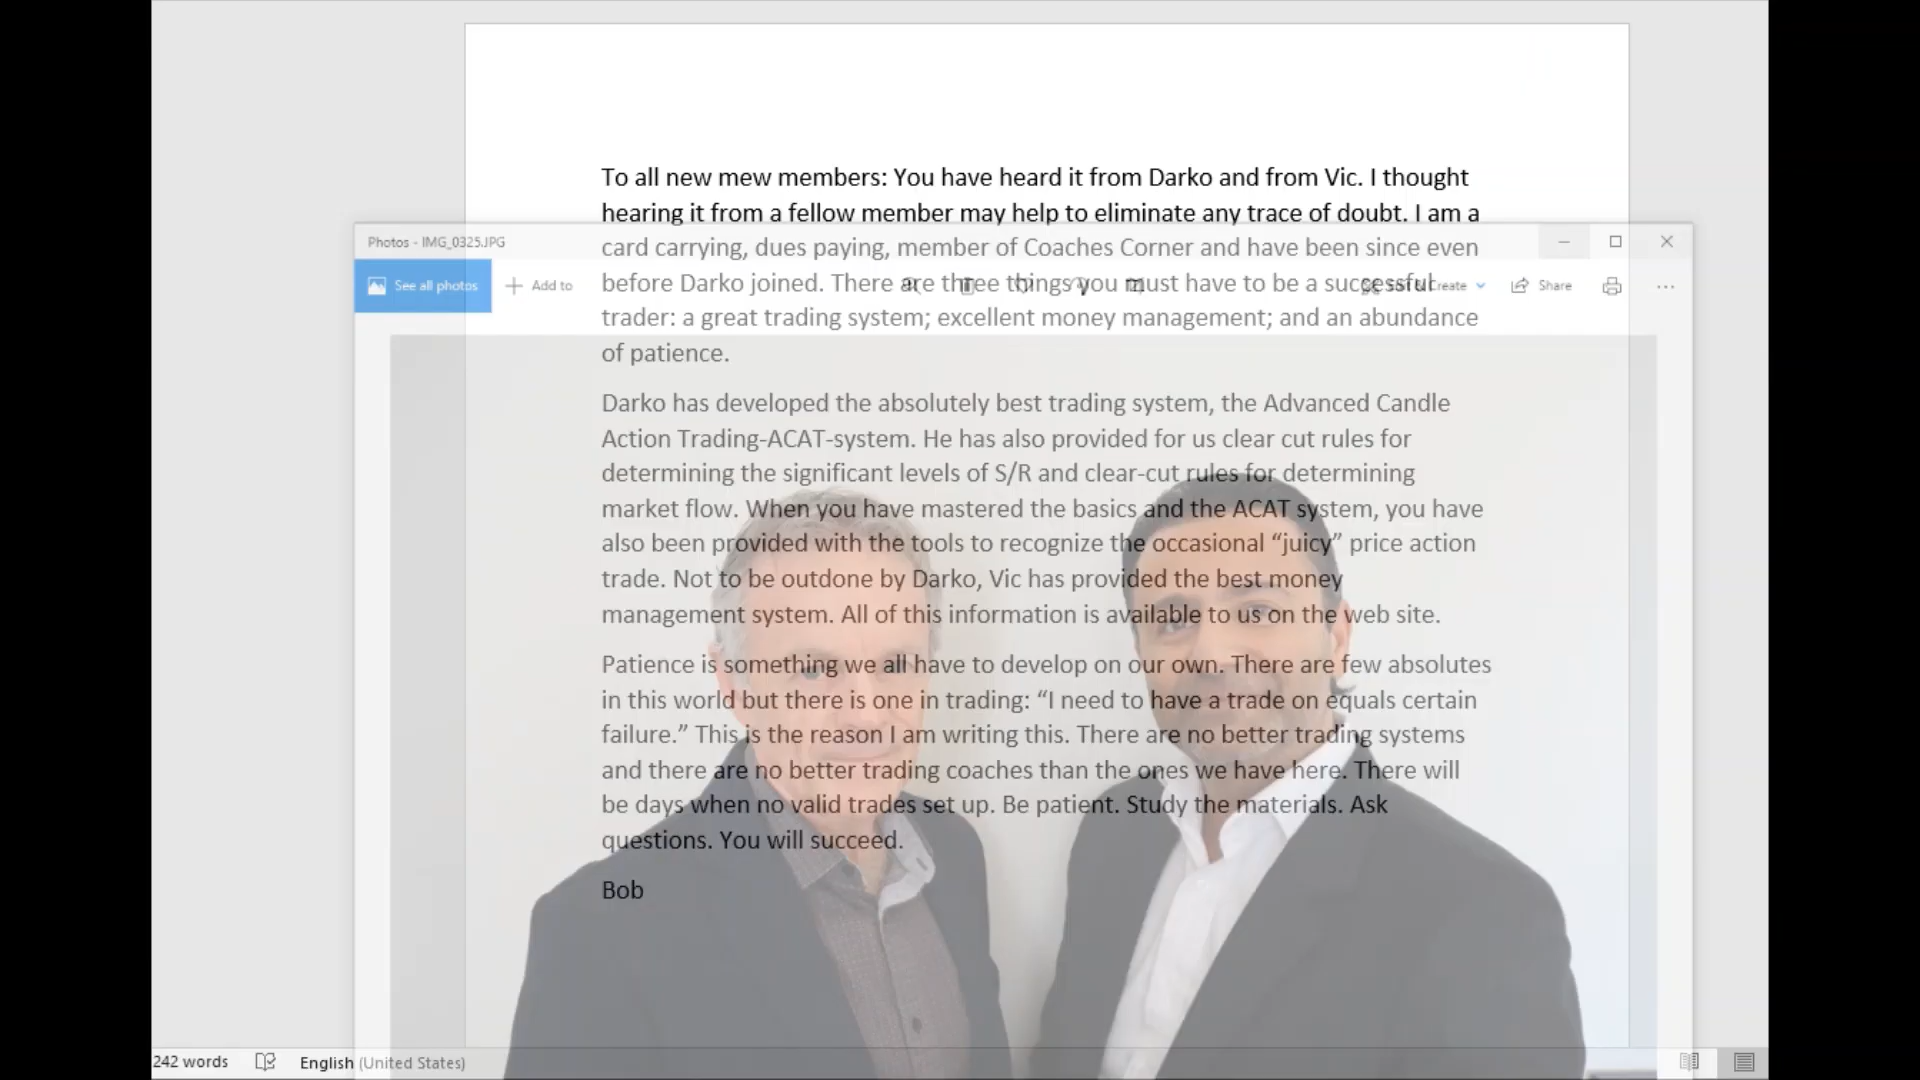 To all new mew members: You have heard it from Darko and from Vic. I thought
hearing it from a fellow member may help to eliminate any trace of doubt. I am a
Photos - IMG_0325.JPG
card carrying, dues paying, member of Coaches Corner and have been since even
See all photos
Add to
before Darko joined. There are three things you must have to be a successful
Create
Share
trader: a great trading system; excellent money management; and an abundance
of patience.
Darko has developed the absolutely best trading system, the Advanced Candle
Action Trading-ACAT-system. He has also provided for us clear cut rules for
determining the significant levels of S/R and clear-cut rules for determining
market flow. When you have mastered the basics and the ACAT system, you have
also been provided with the tools to recognize the occasional “juicy” price action
trade. Not to be outdone by Darko, Vic has provided the best money
management system. All of this information is available to us on the web site.
Patience is something we all have to develop on our own. There are few absolutes
in this world but there is one in trading: “I need to have a trade on equals certain
failure.” This is the reason I am writing this. There are no better trading systems
and there are no better trading coaches than the ones we have here. There will
be days when no valid trades set up. Be patient. Study the materials. Ask
questions. You will succeed.
Bob
242 words
English (United States)